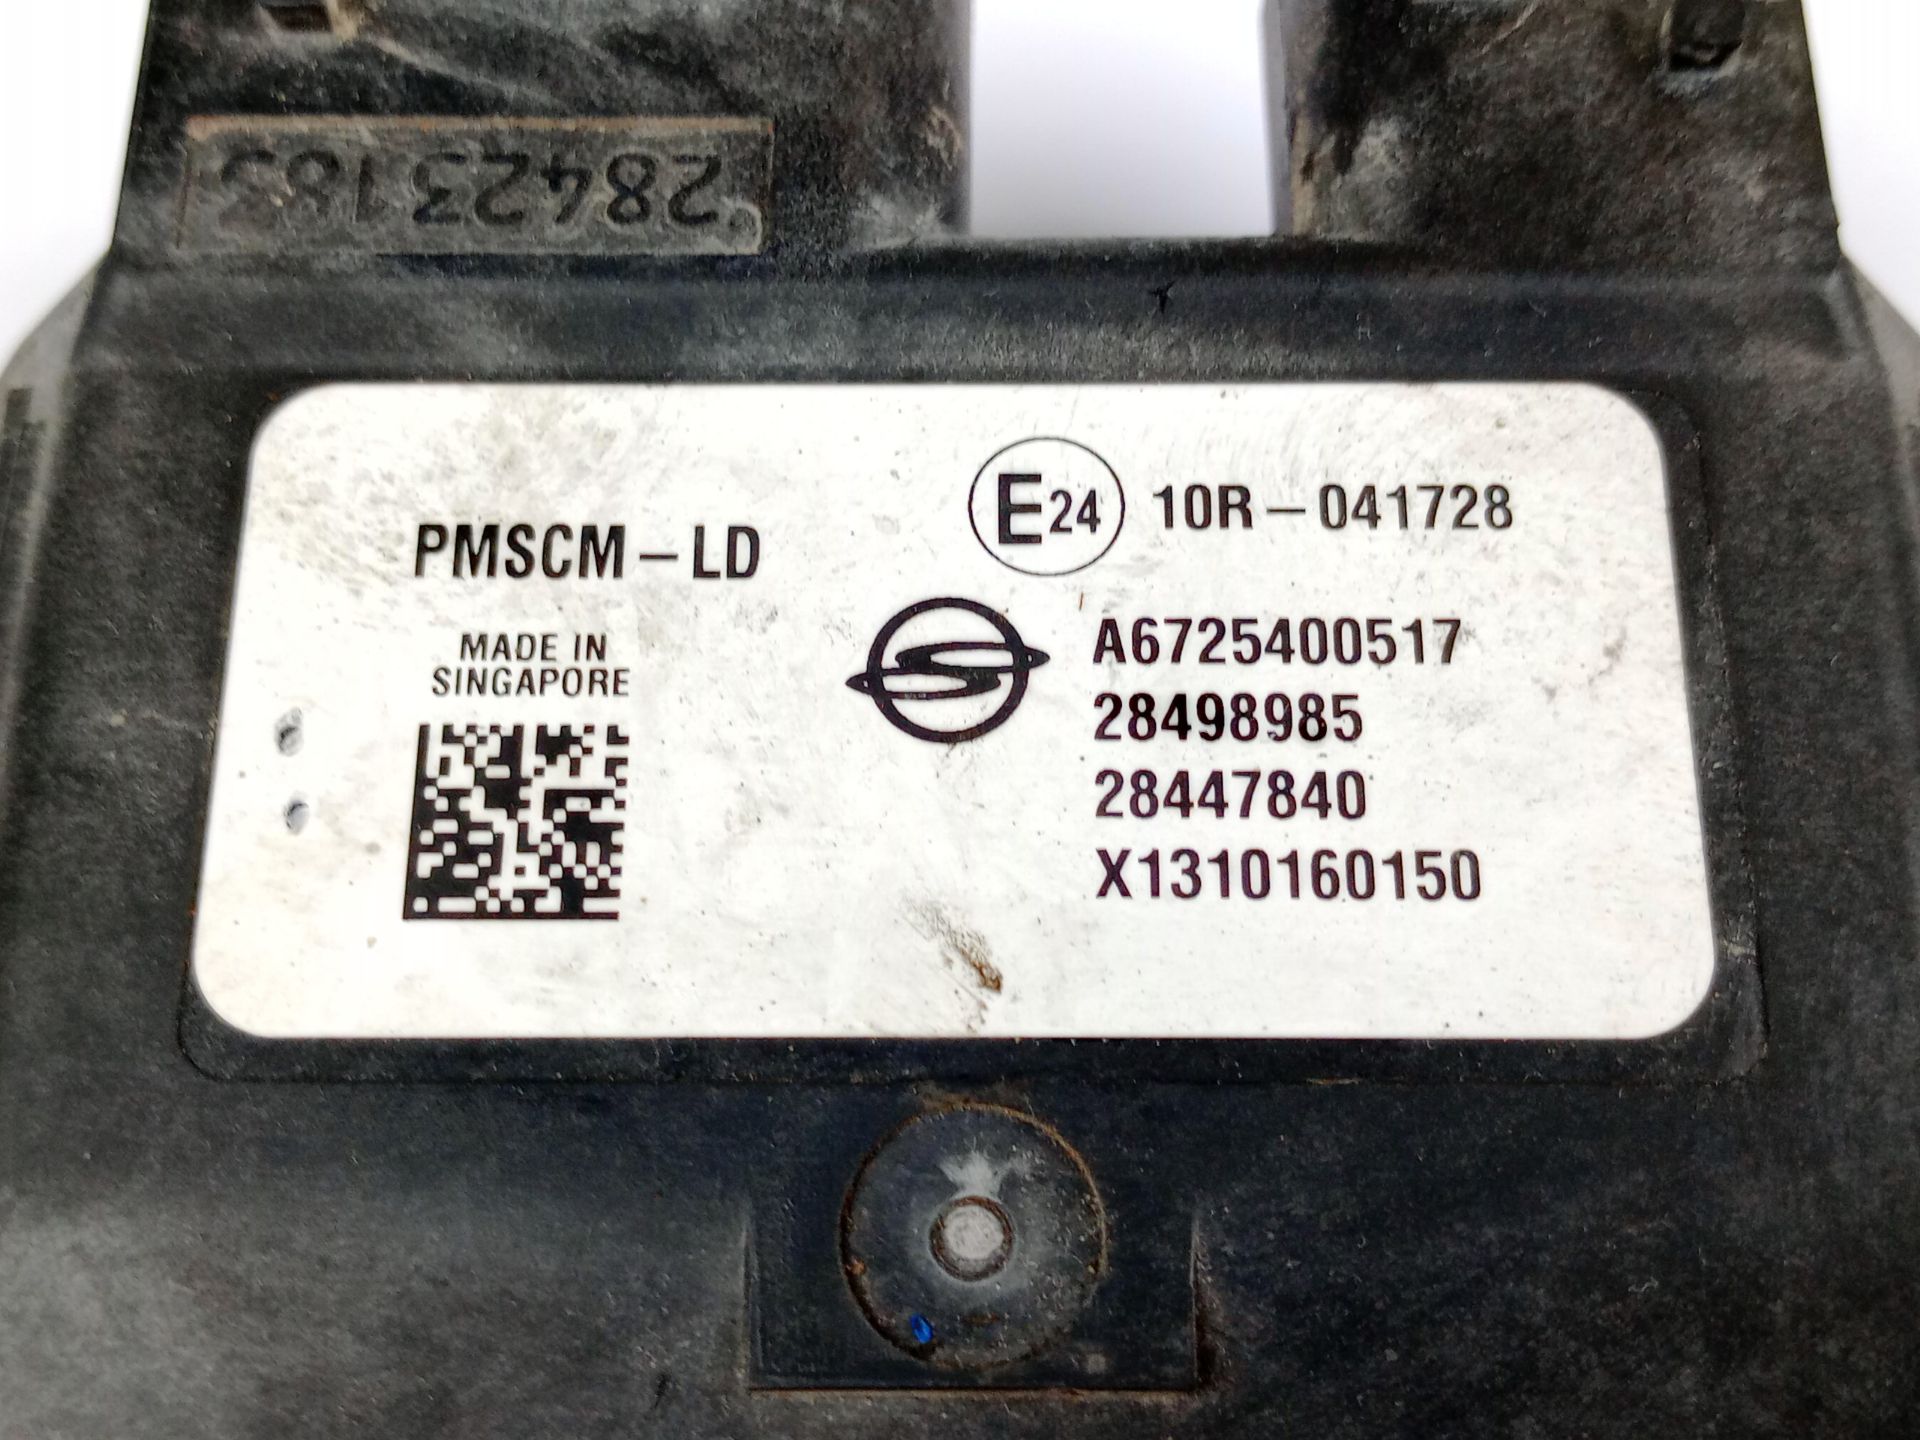 28423183
PMSCM-LD
MADE IN
SINGAPORE
E24 10R-041728
A6725400517
28498985
28447840
X1310160150